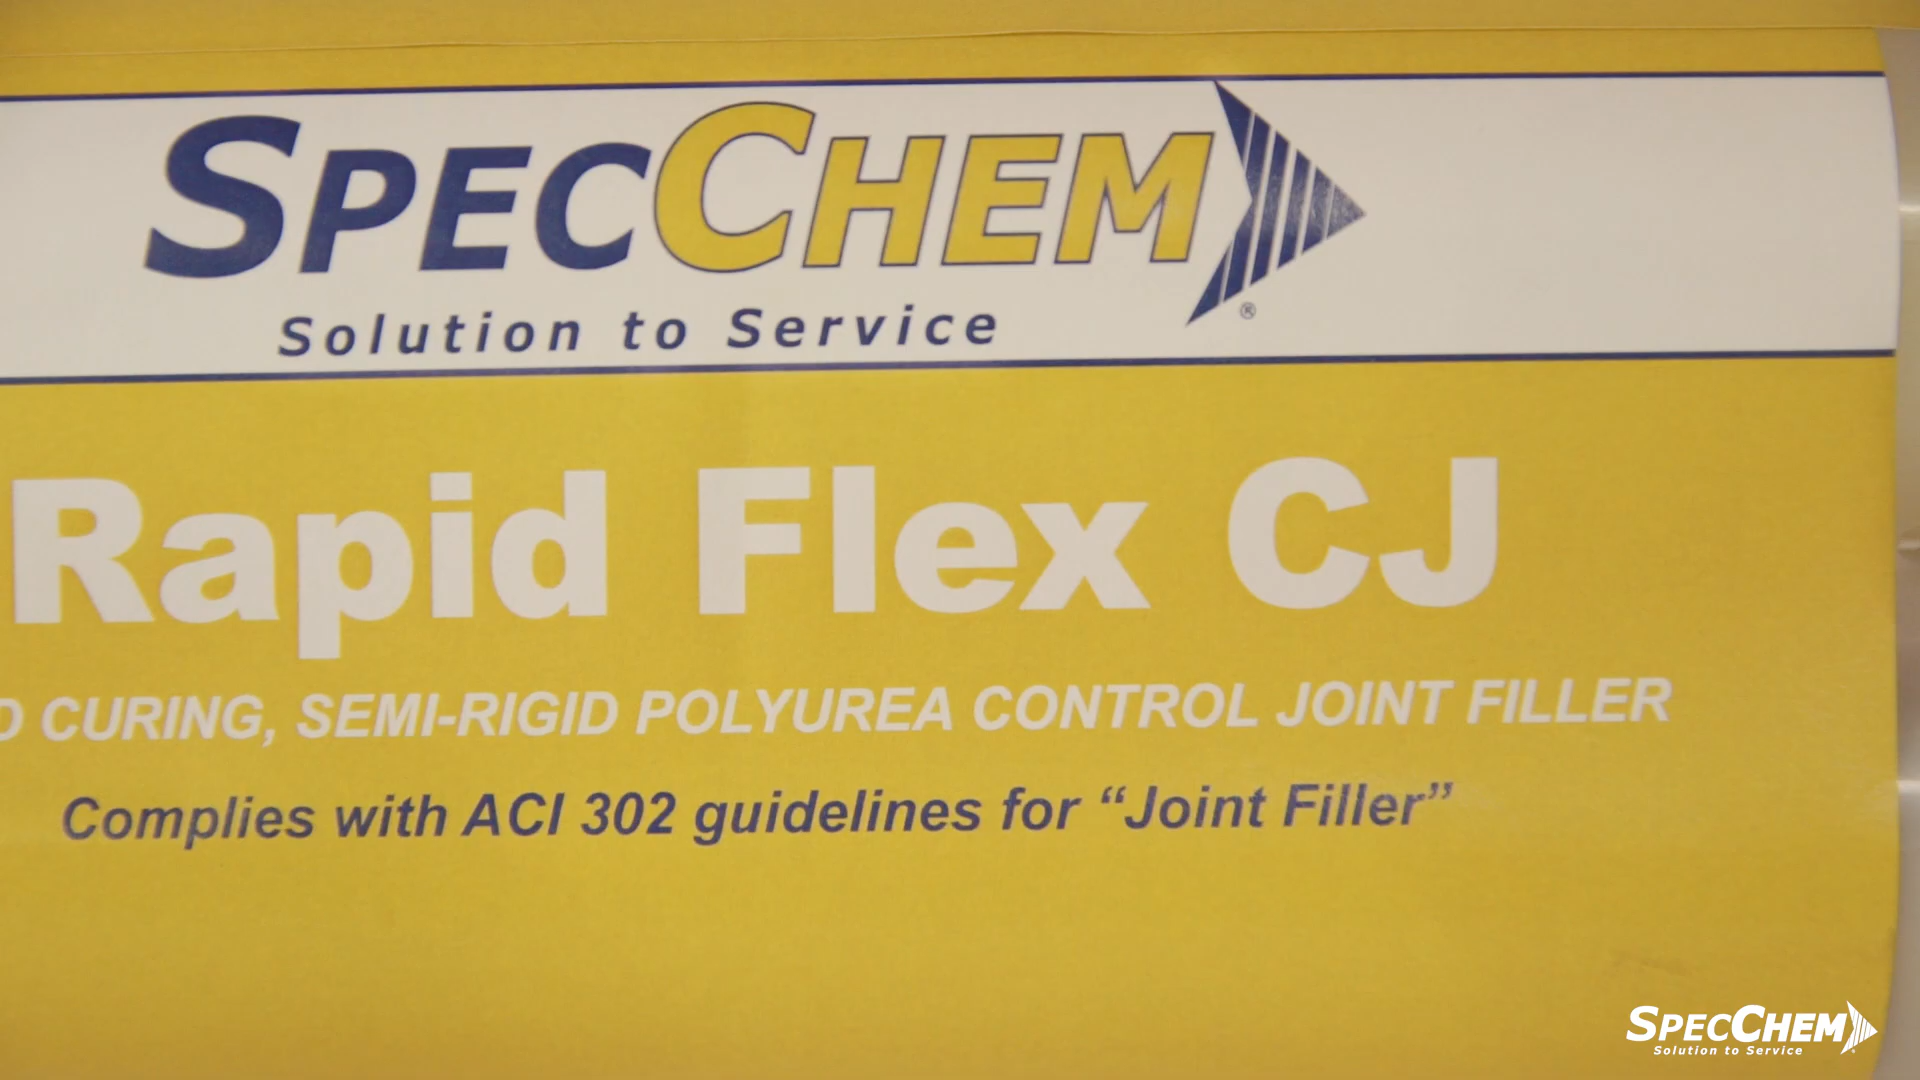 SPECCHEM
®
Solution to Service
Rapid Flex CJ
D CURING, SEMI-RIGID POLYUREA CONTROL JOINT FILLER
Complies with ACI 302 guidelines for “Joint Filler”
SPECCHEM
Solution to Service